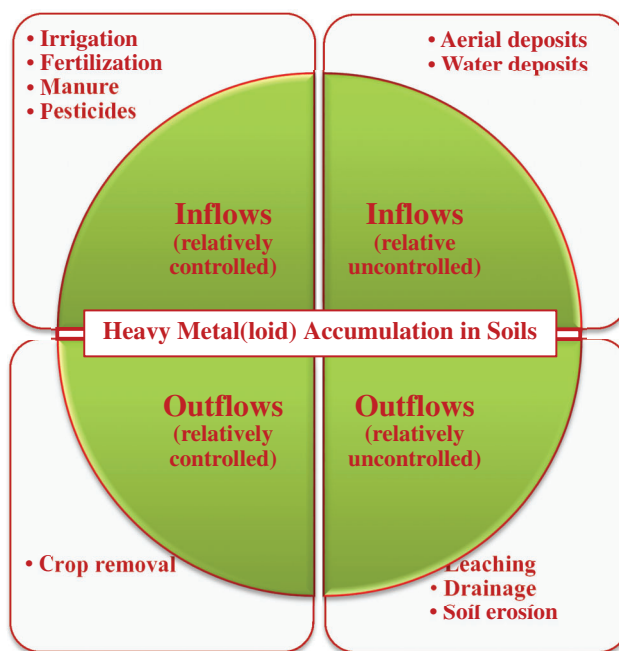 • Irrigation
• Fertilization
• Manure
• Pesticides
• Aerial deposits
• Water deposits
Inflows
(relatively
controlled)
Inflows
(relative
uncontrolled)
Heavy Metal(loid) Accumulation in Soils
Outflows
(relatively
controlled)
Outflows
(relatively
uncontrolled)
• Crop removal
Leaching
• Drainage
• Soil erosion